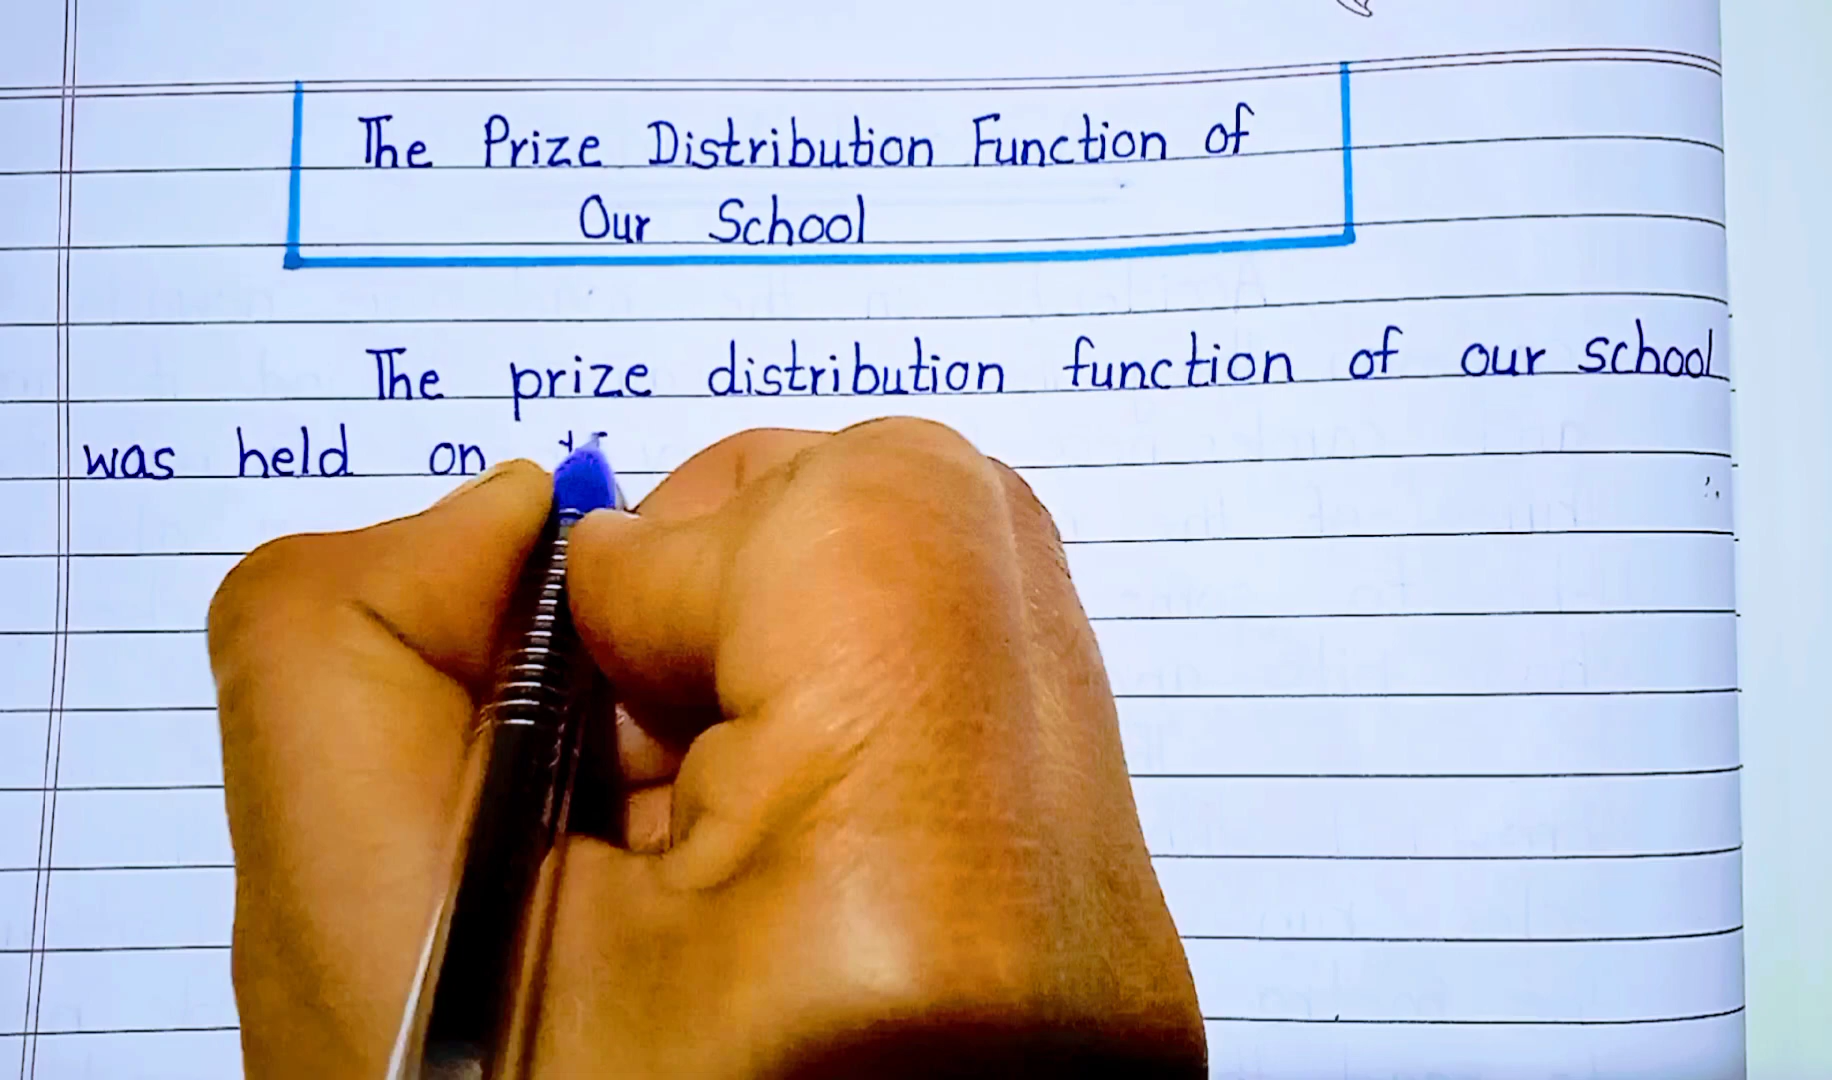 The Prize Distribution Function of
Our School
The prize distribution function of our school
was held on